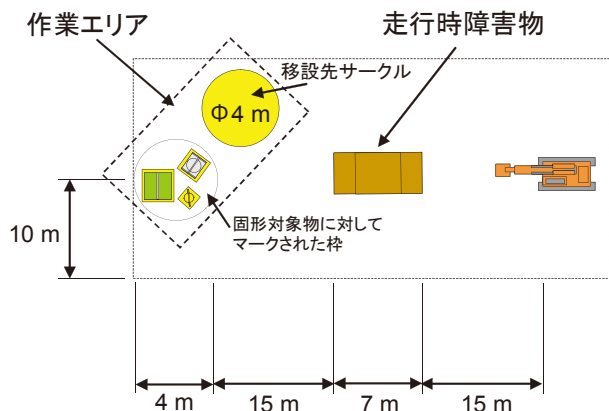 作業エリア
走行時障害物
移設先サークル
Φ4 m
固形対象物に対して
マークされた枠
10 m
4 m
15 m
7 m
15 m